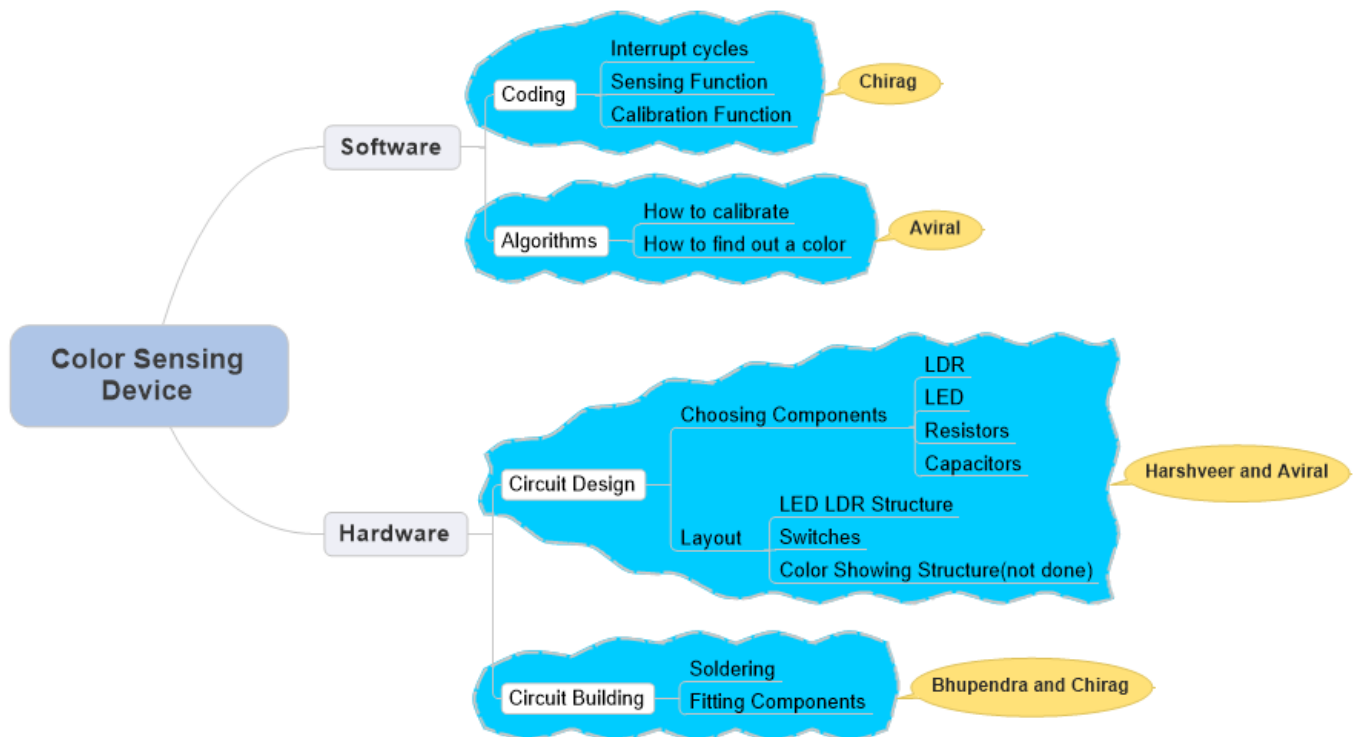 Color Sensing
Device
Software
Coding
Interrupt cycles
Sensing Function
Calibration Function
Chirag
Algorithms
How to calibrate
How to find out a color
Aviral
Hardware
Circuit Design
Choosing Components
LDR
LED
Resistors
Capacitors
Layout
LED LDR Structure
Switches
Color Showing Structure(not done)
Harshveer and Aviral
Circuit Building
Soldering
Fitting Components
Bhupendra and Chirag